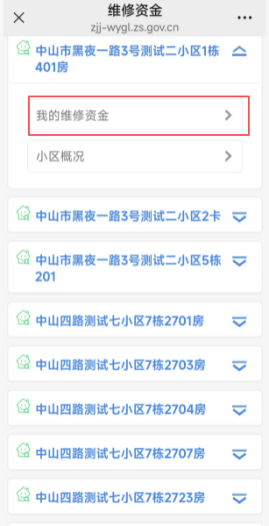 维修资金
zjj-wygl.zs.gov.cn
中山市黑夜一路3号测试二小区1栋
401房
我的维修资金
小区概况
中山市黑夜一路3号测试二小区2卡
中山市黑夜一路3号测试二小区5栋
201
中山四路测试七小区7栋2701房
中山四路测试七小区7栋2703房
中山四路测试七小区7栋2704房
中山四路测试七小区7栋2707房
中山四路测试七小区7栋2723房